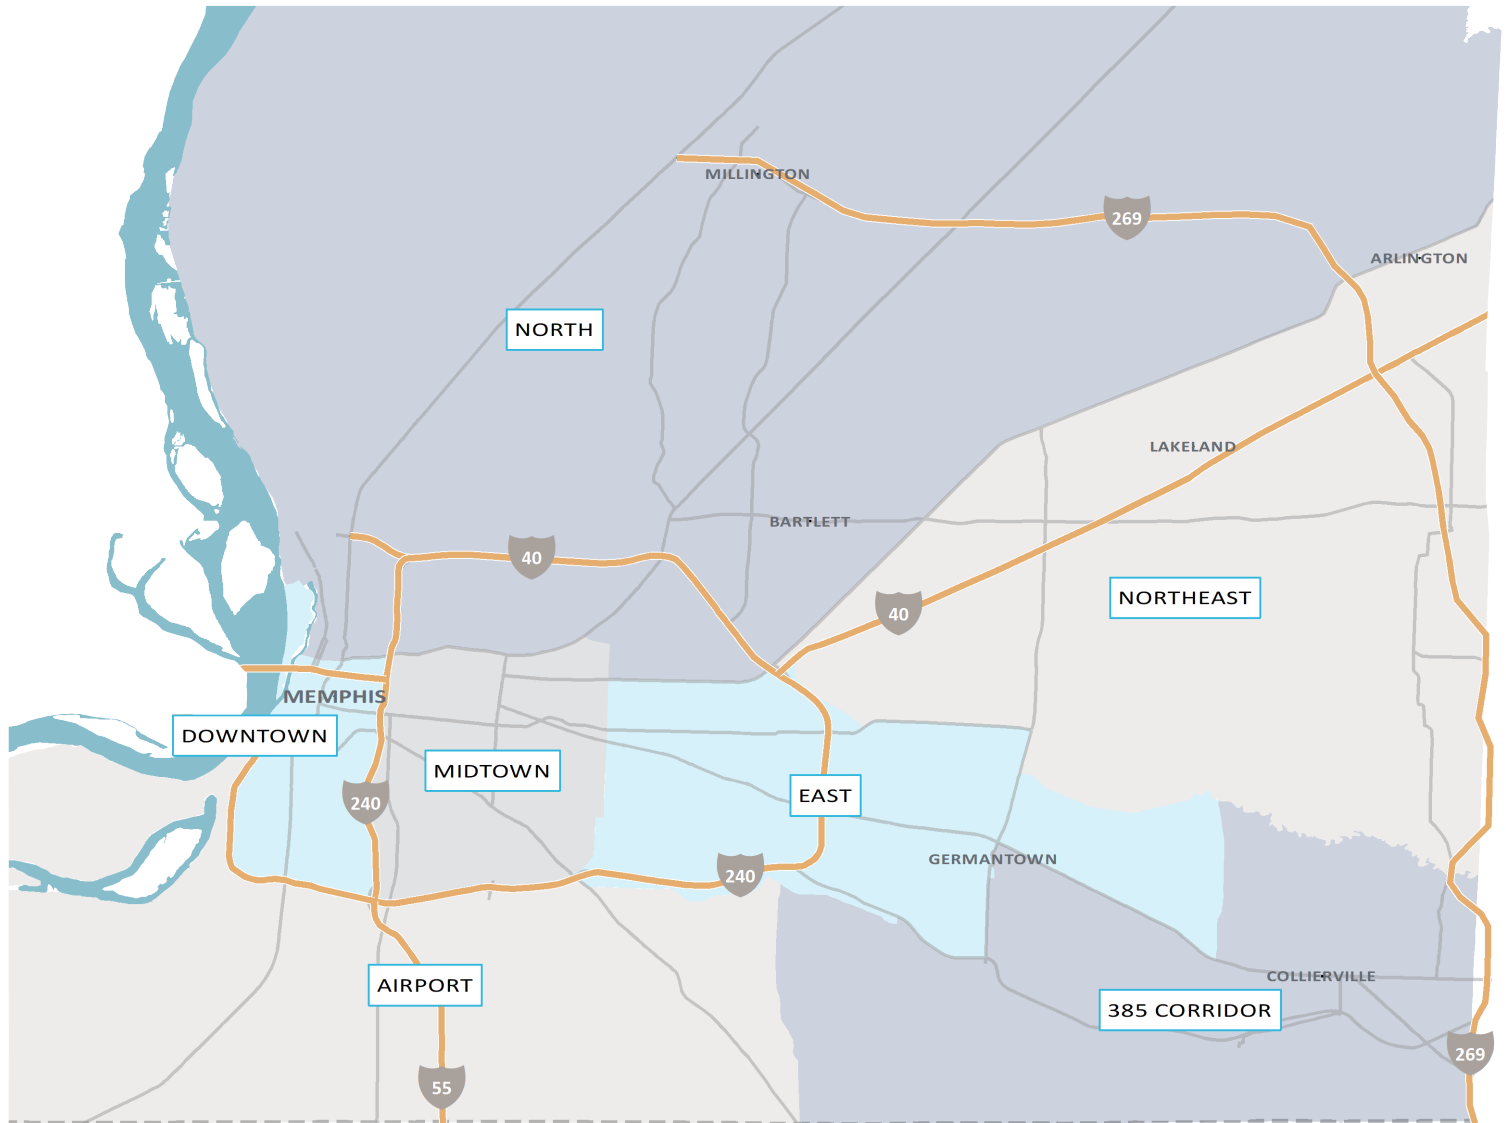 MILLINGTON
269
ARLINGTON
NORTH
LAKELAND
BARTLETT
40
NORTHEAST
40
MEMPHIS
DOWNTOWN
MIDTOWN
EAST
240
GERMANTOWN
240
COLLIERVILLE
AIRPORT
385 CORRIDOR
269
55